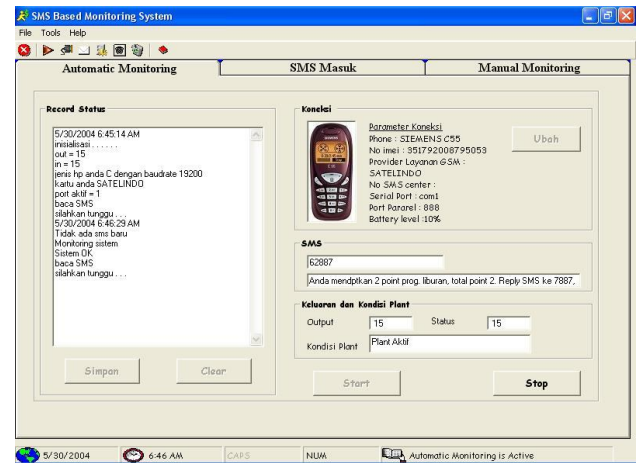 SMS Based Monitoring System
File Tools Help
Automatic Monitoring
SMS Masuk
Manual Monitoring
Record Status
5/30/2004 6:45:14 AM
inisialisasi . . . . . .
out = 15
in = 15
jenis hp anda C dengan baudrate 19200
kartu anda SATELINDO
port aktif = 1
baca SMS
silahkan tunggu . . .
5/30/2004 6:46:29 AM
Tidak ada sms baru
Monitoring sistem
Sistem OK
baca SMS
silahkan tunggu . . .
Simpan
Clear
Koneksi
Parameter Koneksi
Phone : SIEMENS C55
No imei : 351792008795053
Provider Layanan GSM :
SATELINDO
No SMS center :
Serial Port : com1
Port Pararel : 888
Battery level :10%
Ubah
SMS
62887
Anda mendptkan 2 point prog. liburan, total point 2. Reply SMS ke 7887,
Keluaran dan Kondisi Plant
Output 15 Status 15
Kondisi Plant Plant Aktif
Start
Stop
5/30/2004 6:46 AM CAPS NUM Automatic Monitoring is Active